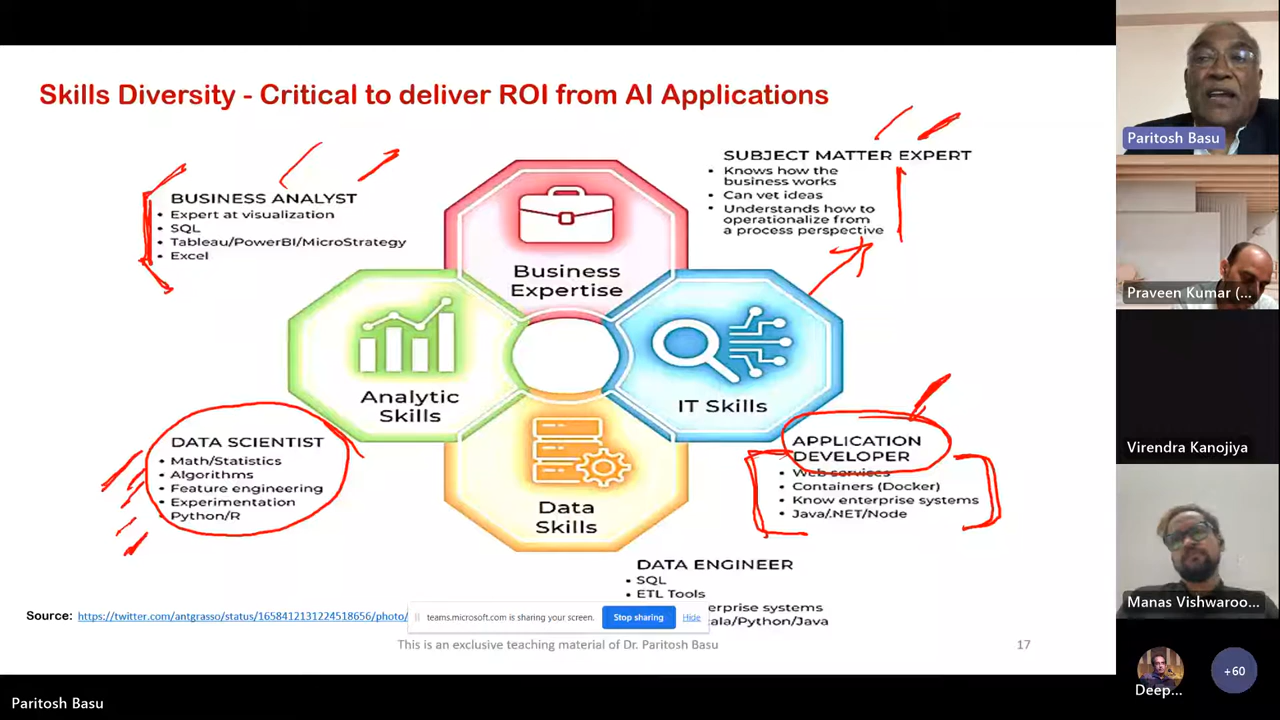 Skills Diversity - Critical to deliver ROI from AI Applications
BUSINESS ANALYST
• Expert at visualization
• SQL
• Tableau/PowerBI/MicroStrategy
• Excel
SUBJECT MATTER EXPERT
• Knows how the
business works
• Can vet ideas
• Understands how to
operationalize from
a process perspective
Business
Expertise
Analytic
Skills
IT Skills
Data
Skills
DATA SCIENTIST
• Math/Statistics
• Algorithms
• Feature engineering
• Experimentation
• Python/R
APPLICATION
DEVELOPER
• Web services
• Containers (Docker)
• Know enterprise systems
• Java/.NET/Node
DATA ENGINEER
• SQL
• ETL Tools
systems
Python/Java
Source: https://twitter.com/antgrasso/status/1658412131224518656/photo/
teams.microsoft.com is sharing your screen.
Stop sharing
Hide
This is an exclusive teaching material of Dr. Paritosh Basu
17
Paritosh Basu
Paritosh Basu
Praveen Kumar (...
Virendra Kanojiya
Manas Vishwaroo...
Deep...
+60